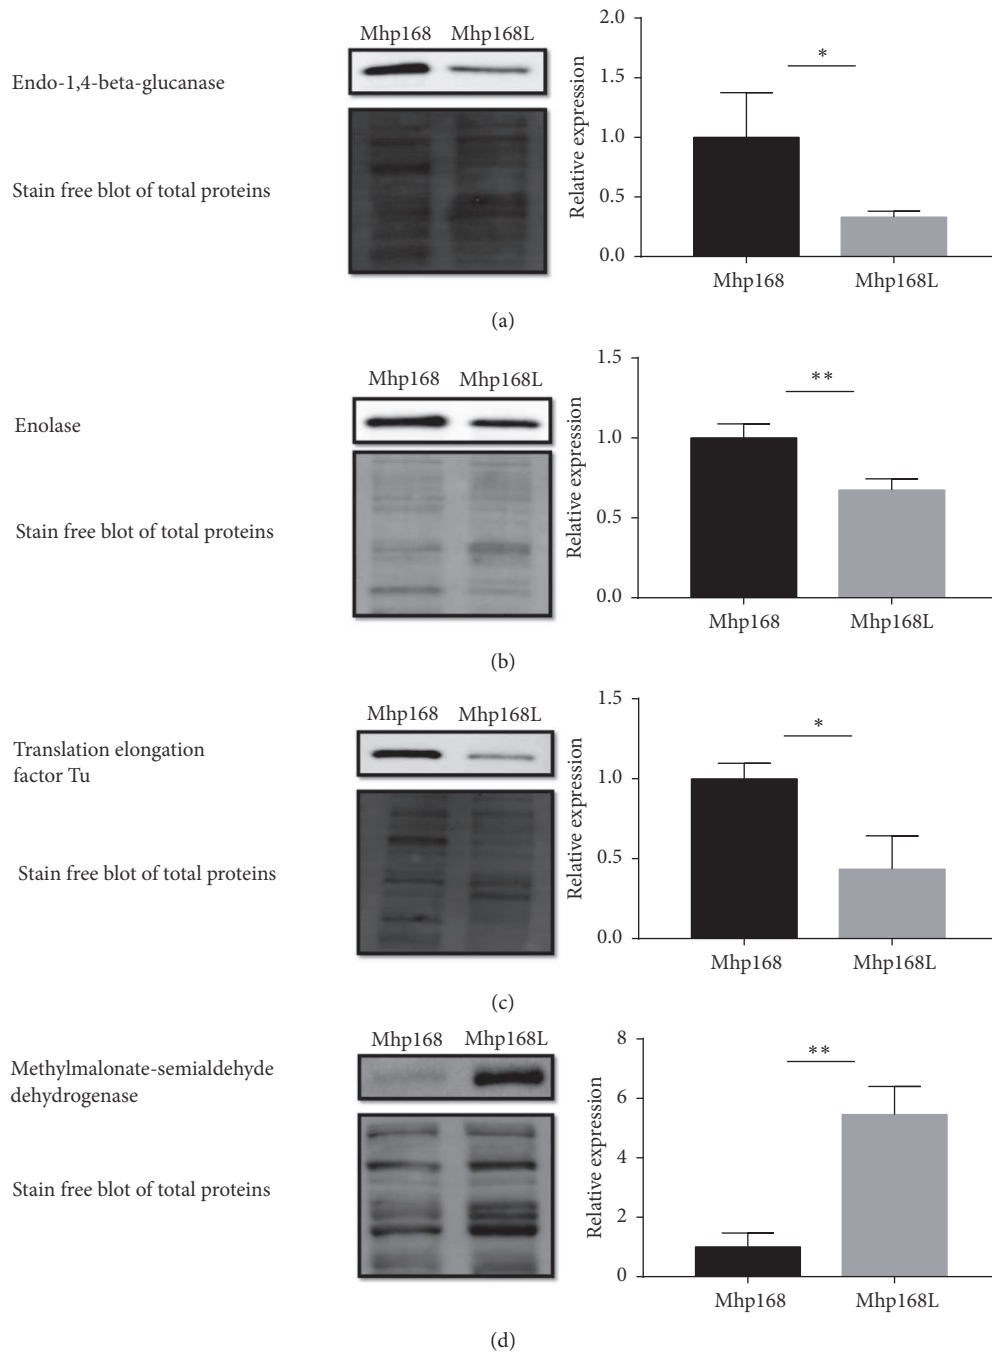 Mhp168 Mhp168L
Endo-1,4-beta-glucanase
Stain free blot of total proteins
2.0
1.5
1.0
0.5
0.0
Relative expression
*
Mhp168 Mhp168L
(a)
Mhp168 Mhp168L
Enolase
Stain free blot of total proteins
1.5
1.0
0.5
0.0
Relative expression
**
Mhp168 Mhp168L
(b)
Mhp168 Mhp168L
Translation elongation
factor Tu
Stain free blot of total proteins
1.5
1.0
0.5
0.0
Relative expression
*
Mhp168 Mhp168L
(c)
Mhp168 Mhp168L
Methylmalonate-semialdehyde
dehydrogenase
Stain free blot of total proteins
8
6
4
2
0
Relative expression
**
Mhp168 Mhp168L
(d)